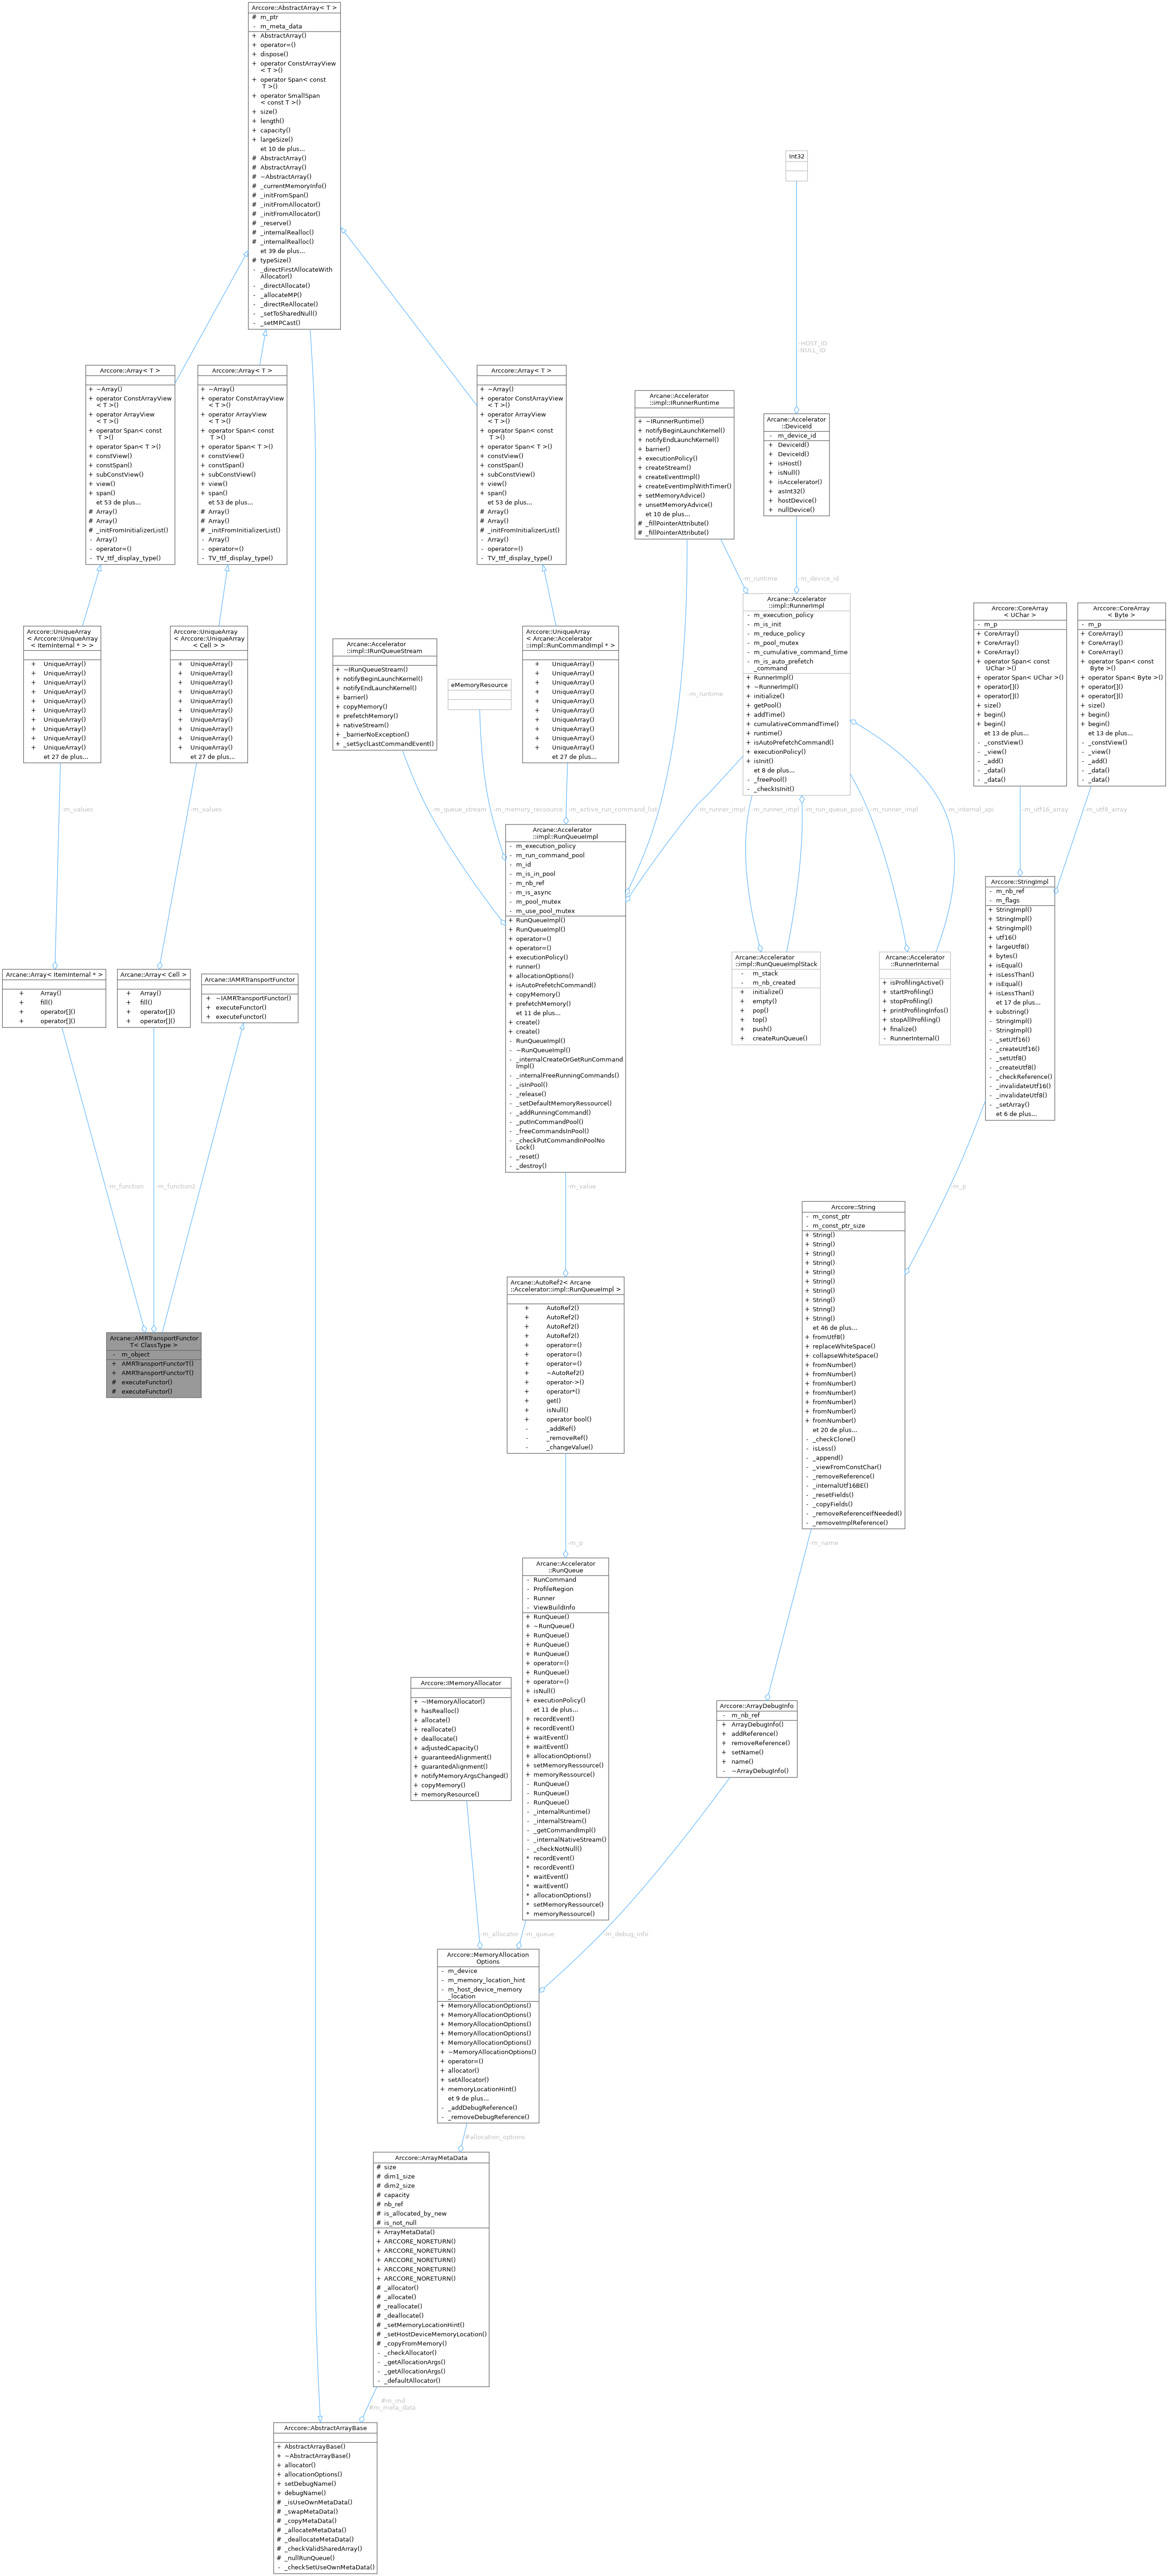 Arccore::AbstractArray< T >
# m_ptr
- m_meta_data
+ AbstractArray()
+ operator=()
+ dispose()
+ operator ConstArrayView
< T >()
+ operator Span< const
T >()
+ operator SmallSpan
< const T >()
+ size()
+ length()
+ capacity()
+ largeSize()
et 10 de plus...
# AbstractArray()
# AbstractArray()
# ~AbstractArray()
# _currentMemoryInfo()
# _initFromSpan()
# _initFromAllocator()
# _initFromAllocator()
# _reserve()
# _internalRealloc()
# _internalRealloc()
et 39 de plus...
# typeSize()
- _directFirstAllocateWith
Allocator()
- _directAllocate()
- _allocateMP()
- _directReAllocate()
- _setToSharedNull()
- _setMPCast()
Int32
-HOST_ID
-NULL_ID
Arccore::Array< T >
+ ~Array()
+ operator ConstArrayView
< T >()
+ operator ArrayView
< T >()
+ operator Span< const
T >()
+ operator Span< T >()
+ constView()
+ constSpan()
+ subConstView()
+ view()
+ span()
et 53 de plus...
# Array()
# Array()
# _initFromInitializerList()
- Array()
- operator=()
- TV_ttf_display_type()
Arccore::Array< T >
+ ~Array()
+ operator ConstArrayView
< T >()
+ operator ArrayView
< T >()
+ operator Span< const
T >()
+ operator Span< T >()
+ constView()
+ constSpan()
+ subConstView()
+ view()
+ span()
et 53 de plus...
# Array()
# Array()
# _initFromInitializerList()
- Array()
- operator=()
- TV_ttf_display_type()
Arccore::Array< T >
+ ~Array()
+ operator ConstArrayView
< T >()
+ operator ArrayView
< T >()
+ operator Span< const
T >()
+ operator Span< T >()
+ constView()
+ constSpan()
+ subConstView()
+ view()
+ span()
et 53 de plus...
# Array()
# Array()
# _initFromInitializerList()
- Array()
- operator=()
- TV_ttf_display_type()
Arcane::Accelerator
::impl::IRunnerRuntime
+ ~IRunnerRuntime()
+ notifyBeginLaunchKernel()
+ notifyEndLaunchKernel()
+ barrier()
+ executionPolicy()
+ createStream()
+ createEventImpl()
+ createEventImplWithTimer()
+ setMemoryAdvice()
+ unsetMemoryAdvice()
et 10 de plus...
# _fillPointerAttribute()
# _fillPointerAttribute()
Arcane::Accelerator
::DeviceId
- m_device_id
+ DeviceId()
+ DeviceId()
+ isHost()
+ isNull()
+ isAccelerator()
+ asInt32()
+ hostDevice()
+ nullDevice()
-m_runtime
-m_device_id
Arccore::UniqueArray
< Arccore::UniqueArray
< ItemInternal * > >
+ UniqueArray()
+ UniqueArray()
+ UniqueArray()
+ UniqueArray()
+ UniqueArray()
+ UniqueArray()
+ UniqueArray()
+ UniqueArray()
+ UniqueArray()
+ UniqueArray()
et 27 de plus...
Arccore::UniqueArray
< Arccore::UniqueArray
< Cell > >
+ UniqueArray()
+ UniqueArray()
+ UniqueArray()
+ UniqueArray()
+ UniqueArray()
+ UniqueArray()
+ UniqueArray()
+ UniqueArray()
+ UniqueArray()
+ UniqueArray()
et 27 de plus...
Arcane::Accelerator
::impl::IRunQueueStream
+ ~IRunQueueStream()
+ notifyBeginLaunchKernel()
+ notifyEndLaunchKernel()
+ barrier()
+ copyMemory()
+ prefetchMemory()
+ nativeStream()
+ _barrierNoException()
+ _setSyclLastCommandEvent()
eMemoryResource
Arccore::UniqueArray
< Arcane::Accelerator
::impl::RunCommandImpl * >
+ UniqueArray()
+ UniqueArray()
+ UniqueArray()
+ UniqueArray()
+ UniqueArray()
+ UniqueArray()
+ UniqueArray()
+ UniqueArray()
+ UniqueArray()
+ UniqueArray()
et 27 de plus...
-m_runtime
Arcane::Accelerator
::impl::RunnerImpl
- m_execution_policy
- m_is_init
- m_reduce_policy
- m_pool_mutex
- m_cumulative_command_time
- m_is_auto_prefetch
_command
+ RunnerImpl()
+ ~RunnerImpl()
+ initialize()
+ getPool()
+ addTime()
+ cumulativeCommandTime()
+ runtime()
+ isAutoPrefetchCommand()
+ executionPolicy()
+ isInit()
et 8 de plus...
- _freePool()
- _checkIsInit()
Arccore::CoreArray
< UChar >
- m_p
+ CoreArray()
+ CoreArray()
+ CoreArray()
+ operator Span< const
UChar >()
+ operator Span< UChar >()
+ operator[]()
+ operator[]()
+ size()
+ begin()
+ begin()
et 13 de plus...
- _constView()
- _view()
- _add()
- _data()
- _data()
Arccore::CoreArray
< Byte >
- m_p
+ CoreArray()
+ CoreArray()
+ CoreArray()
+ operator Span< const
Byte >()
+ operator Span< Byte >()
+ operator[]()
+ operator[]()
+ size()
+ begin()
+ begin()
et 13 de plus...
- _constView()
- _view()
- _add()
- _data()
- _data()
-m_values
-m_values
-m_queue_stream
-m_memory_ressource
-m_active_run_command_list
-m_runner_impl
-m_runner_impl
-m_run_queue_pool
-m_runner_impl
-m_internal_api
-m_utf16_array
-m_utf8_array
Arcane::Accelerator
::impl::RunQueueImpl
- m_execution_policy
- m_run_command_pool
- m_id
- m_is_in_pool
- m_nb_ref
- m_is_async
- m_pool_mutex
- m_use_pool_mutex
+ RunQueueImpl()
+ RunQueueImpl()
+ operator=()
+ operator=()
+ executionPolicy()
+ runner()
+ allocationOptions()
+ isAutoPrefetchCommand()
+ copyMemory()
+ prefetchMemory()
et 11 de plus...
+ create()
+ create()
- RunQueueImpl()
- ~RunQueueImpl()
- _internalCreateOrGetRunCommand
Impl()
- _internalFreeRunningCommands()
- _isInPool()
- _release()
- _setDefaultMemoryRessource()
- _addRunningCommand()
- _putInCommandPool()
- _freeCommandsInPool()
- _checkPutCommandInPoolNo
Lock()
- _reset()
- _destroy()
Arccore::StringImpl
- m_nb_ref
- m_flags
+ StringImpl()
+ StringImpl()
+ StringImpl()
+ utf16()
+ largeUtf8()
+ bytes()
+ isEqual()
+ isLessThan()
+ isEqual()
+ isLessThan()
et 17 de plus...
+ substring()
- StringImpl()
- StringImpl()
- _setUtf16()
- _createUtf16()
- _setUtf8()
- _createUtf8()
- _checkReference()
- _invalidateUtf16()
- _invalidateUtf8()
- _setArray()
et 6 de plus...
Arcane::Accelerator
::impl::RunQueueImplStack
- m_stack
- m_nb_created
+ initialize()
+ empty()
+ pop()
+ top()
+ push()
+ createRunQueue()
Arcane::Accelerator
::RunnerInternal
+ isProfilingActive()
+ startProfiling()
+ stopProfiling()
+ printProfilingInfos()
+ stopAllProfiling()
+ finalize()
- RunnerInternal()
Arcane::Array< ItemInternal * >
+ Array()
+ fill()
+ operator[]()
+ operator[]()
Arcane::Array< Cell >
+ Array()
+ fill()
+ operator[]()
+ operator[]()
Arcane::IAMRTransportFunctor
+ ~IAMRTransportFunctor()
+ executeFunctor()
+ executeFunctor()
-m_function
-m_function2
-m_value
-m_p
Arccore::String
- m_const_ptr
- m_const_ptr_size
+ String()
+ String()
+ String()
+ String()
+ String()
+ String()
+ String()
+ String()
+ String()
+ String()
et 46 de plus...
+ fromUtf8()
+ replaceWhiteSpace()
+ collapseWhiteSpace()
+ fromNumber()
+ fromNumber()
+ fromNumber()
+ fromNumber()
+ fromNumber()
+ fromNumber()
+ fromNumber()
et 20 de plus...
- _checkClone()
- isLess()
- _append()
- _viewFromConstChar()
- _removeReference()
- _internalUtf16BE()
- _resetFields()
- _copyFields()
- _removeReferenceIfNeeded()
- _removeImplReference()
Arcane::AutoRef2< Arcane
::Accelerator::impl::RunQueueImpl >
+ AutoRef2()
+ AutoRef2()
+ AutoRef2()
+ AutoRef2()
+ operator=()
+ operator=()
+ operator=()
+ ~AutoRef2()
+ operator->()
+ operator*()
+ get()
+ isNull()
+ operator bool()
- _addRef()
- _removeRef()
- _changeValue()
Arcane::AMRTransportFunctor
T< ClassType >
- m_object
+ AMRTransportFunctorT()
+ AMRTransportFunctorT()
# executeFunctor()
# executeFunctor()
-m_p
-m_name
Arcane::Accelerator
::RunQueue
- RunCommand
- ProfileRegion
- Runner
- ViewBuildInfo
+ RunQueue()
+ ~RunQueue()
+ RunQueue()
+ RunQueue()
+ RunQueue()
+ operator=()
+ RunQueue()
+ operator=()
+ isNull()
+ executionPolicy()
et 11 de plus...
+ recordEvent()
+ recordEvent()
+ waitEvent()
+ waitEvent()
+ allocationOptions()
+ setMemoryRessource()
+ memoryRessource()
- RunQueue()
- RunQueue()
- RunQueue()
- _internalRuntime()
- _internalStream()
- _getCommandImpl()
- _internalNativeStream()
- _checkNotNull()
* recordEvent()
* recordEvent()
* waitEvent()
* waitEvent()
* allocationOptions()
* setMemoryRessource()
* memoryRessource()
Arccore::IMemoryAllocator
+ ~IMemoryAllocator()
+ hasRealloc()
+ allocate()
+ reallocate()
+ deallocate()
+ adjustedCapacity()
+ guaranteedAlignment()
+ guarantedAlignment()
+ notifyMemoryArgsChanged()
+ copyMemory()
+ memoryResource()
Arccore::ArrayDebugInfo
- m_nb_ref
+ ArrayDebugInfo()
+ addReference()
+ removeReference()
+ setName()
+ name()
- ~ArrayDebugInfo()
-m_allocator
-m_queue
-m_debug_info
Arccore::MemoryAllocation
Options
- m_device
- m_memory_location_hint
- m_host_device_memory
_location
+ MemoryAllocationOptions()
+ MemoryAllocationOptions()
+ MemoryAllocationOptions()
+ MemoryAllocationOptions()
+ MemoryAllocationOptions()
+ ~MemoryAllocationOptions()
+ operator=()
+ allocator()
+ setAllocator()
+ memoryLocationHint()
et 9 de plus...
- _addDebugReference()
- _removeDebugReference()
#allocation_options
Arccore::ArrayMetaData
# size
# dim1_size
# dim2_size
# capacity
# nb_ref
# is_allocated_by_new
# is_not_null
+ ArrayMetaData()
+ ARCCORE_NORETURN()
+ ARCCORE_NORETURN()
+ ARCCORE_NORETURN()
+ ARCCORE_NORETURN()
+ ARCCORE_NORETURN()
# _allocator()
# _allocate()
# _reallocate()
# _deallocate()
# _setMemoryLocationHint()
# _setHostDeviceMemoryLocation()
# _copyFromMemory()
- _checkAllocator()
- _getAllocationArgs()
- _getAllocationArgs()
- _defaultAllocator()
#m_md
#m_meta_data
Arccore::AbstractArrayBase
+ AbstractArrayBase()
+ ~AbstractArrayBase()
+ allocator()
+ allocationOptions()
+ setDebugName()
+ debugName()
# _isUseOwnMetaData()
# _swapMetaData()
# _copyMetaData()
# _allocateMetaData()
# _deallocateMetaData()
# _checkValidSharedArray()
# _nullRunQueue()
- _checkSetUseOwnMetaData()